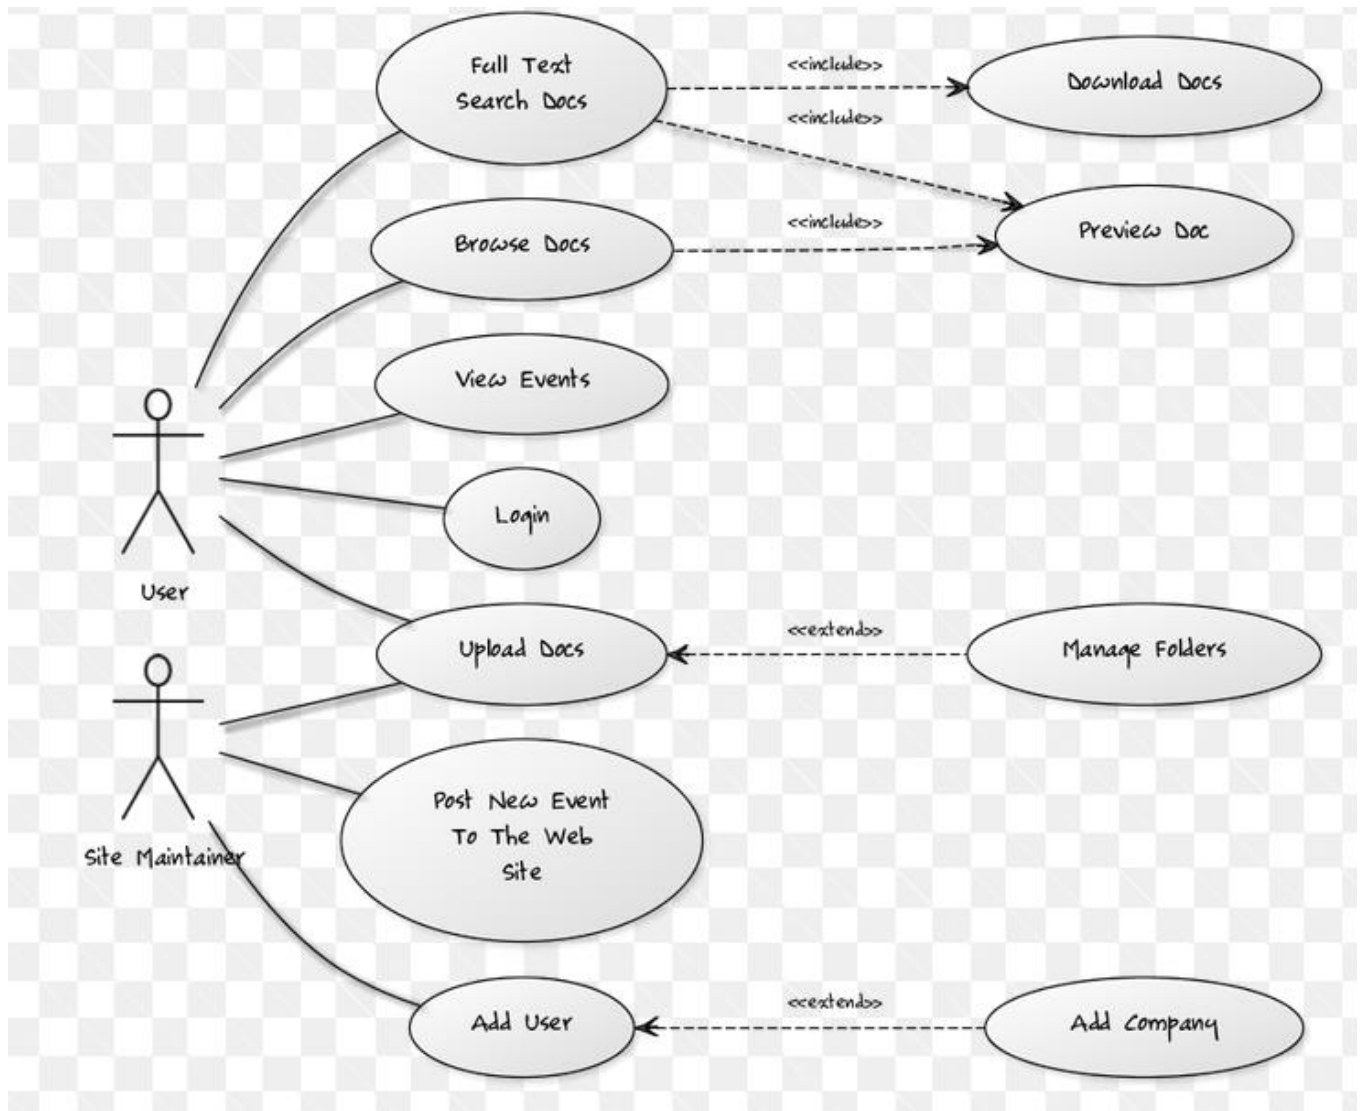 Full Text
Search Docs
<<include>>
Download Docs
<<include>>
Browse Docs
<<include>>
Preview Doc
View Events
Login
User
Upload Docs
<<extend>>
Manage Folders
Site Maintainer
Post New Event
To The Web
Site
Add User
<<extend>>
Add Company